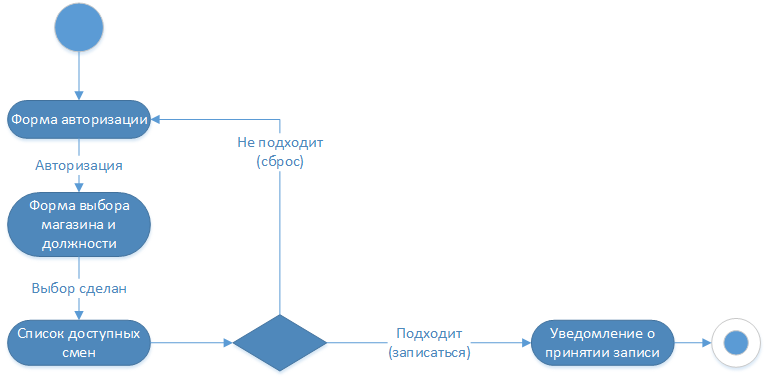 Форма авторизации
Не подходит
(сброс)
Авторизация
Форма выбора
магазина и
должности
Выбор сделан
Список доступных
смен
Подходит
(записаться)
Уведомление о
принятии записи